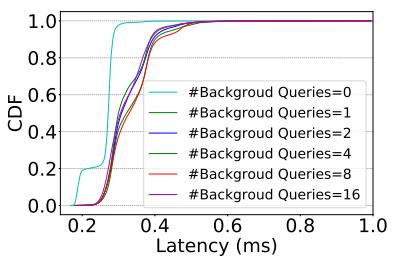 1.0
0.8
0.6
0.4
0.2
0.0
CDF
#Backgroud Queries=0
#Backgroud Queries=1
#Backgroud Queries=2
#Backgroud Queries=4
#Backgroud Queries=8
#Backgroud Queries=16
0.2 0.4 0.6 0.8 1.0
Latency (ms)